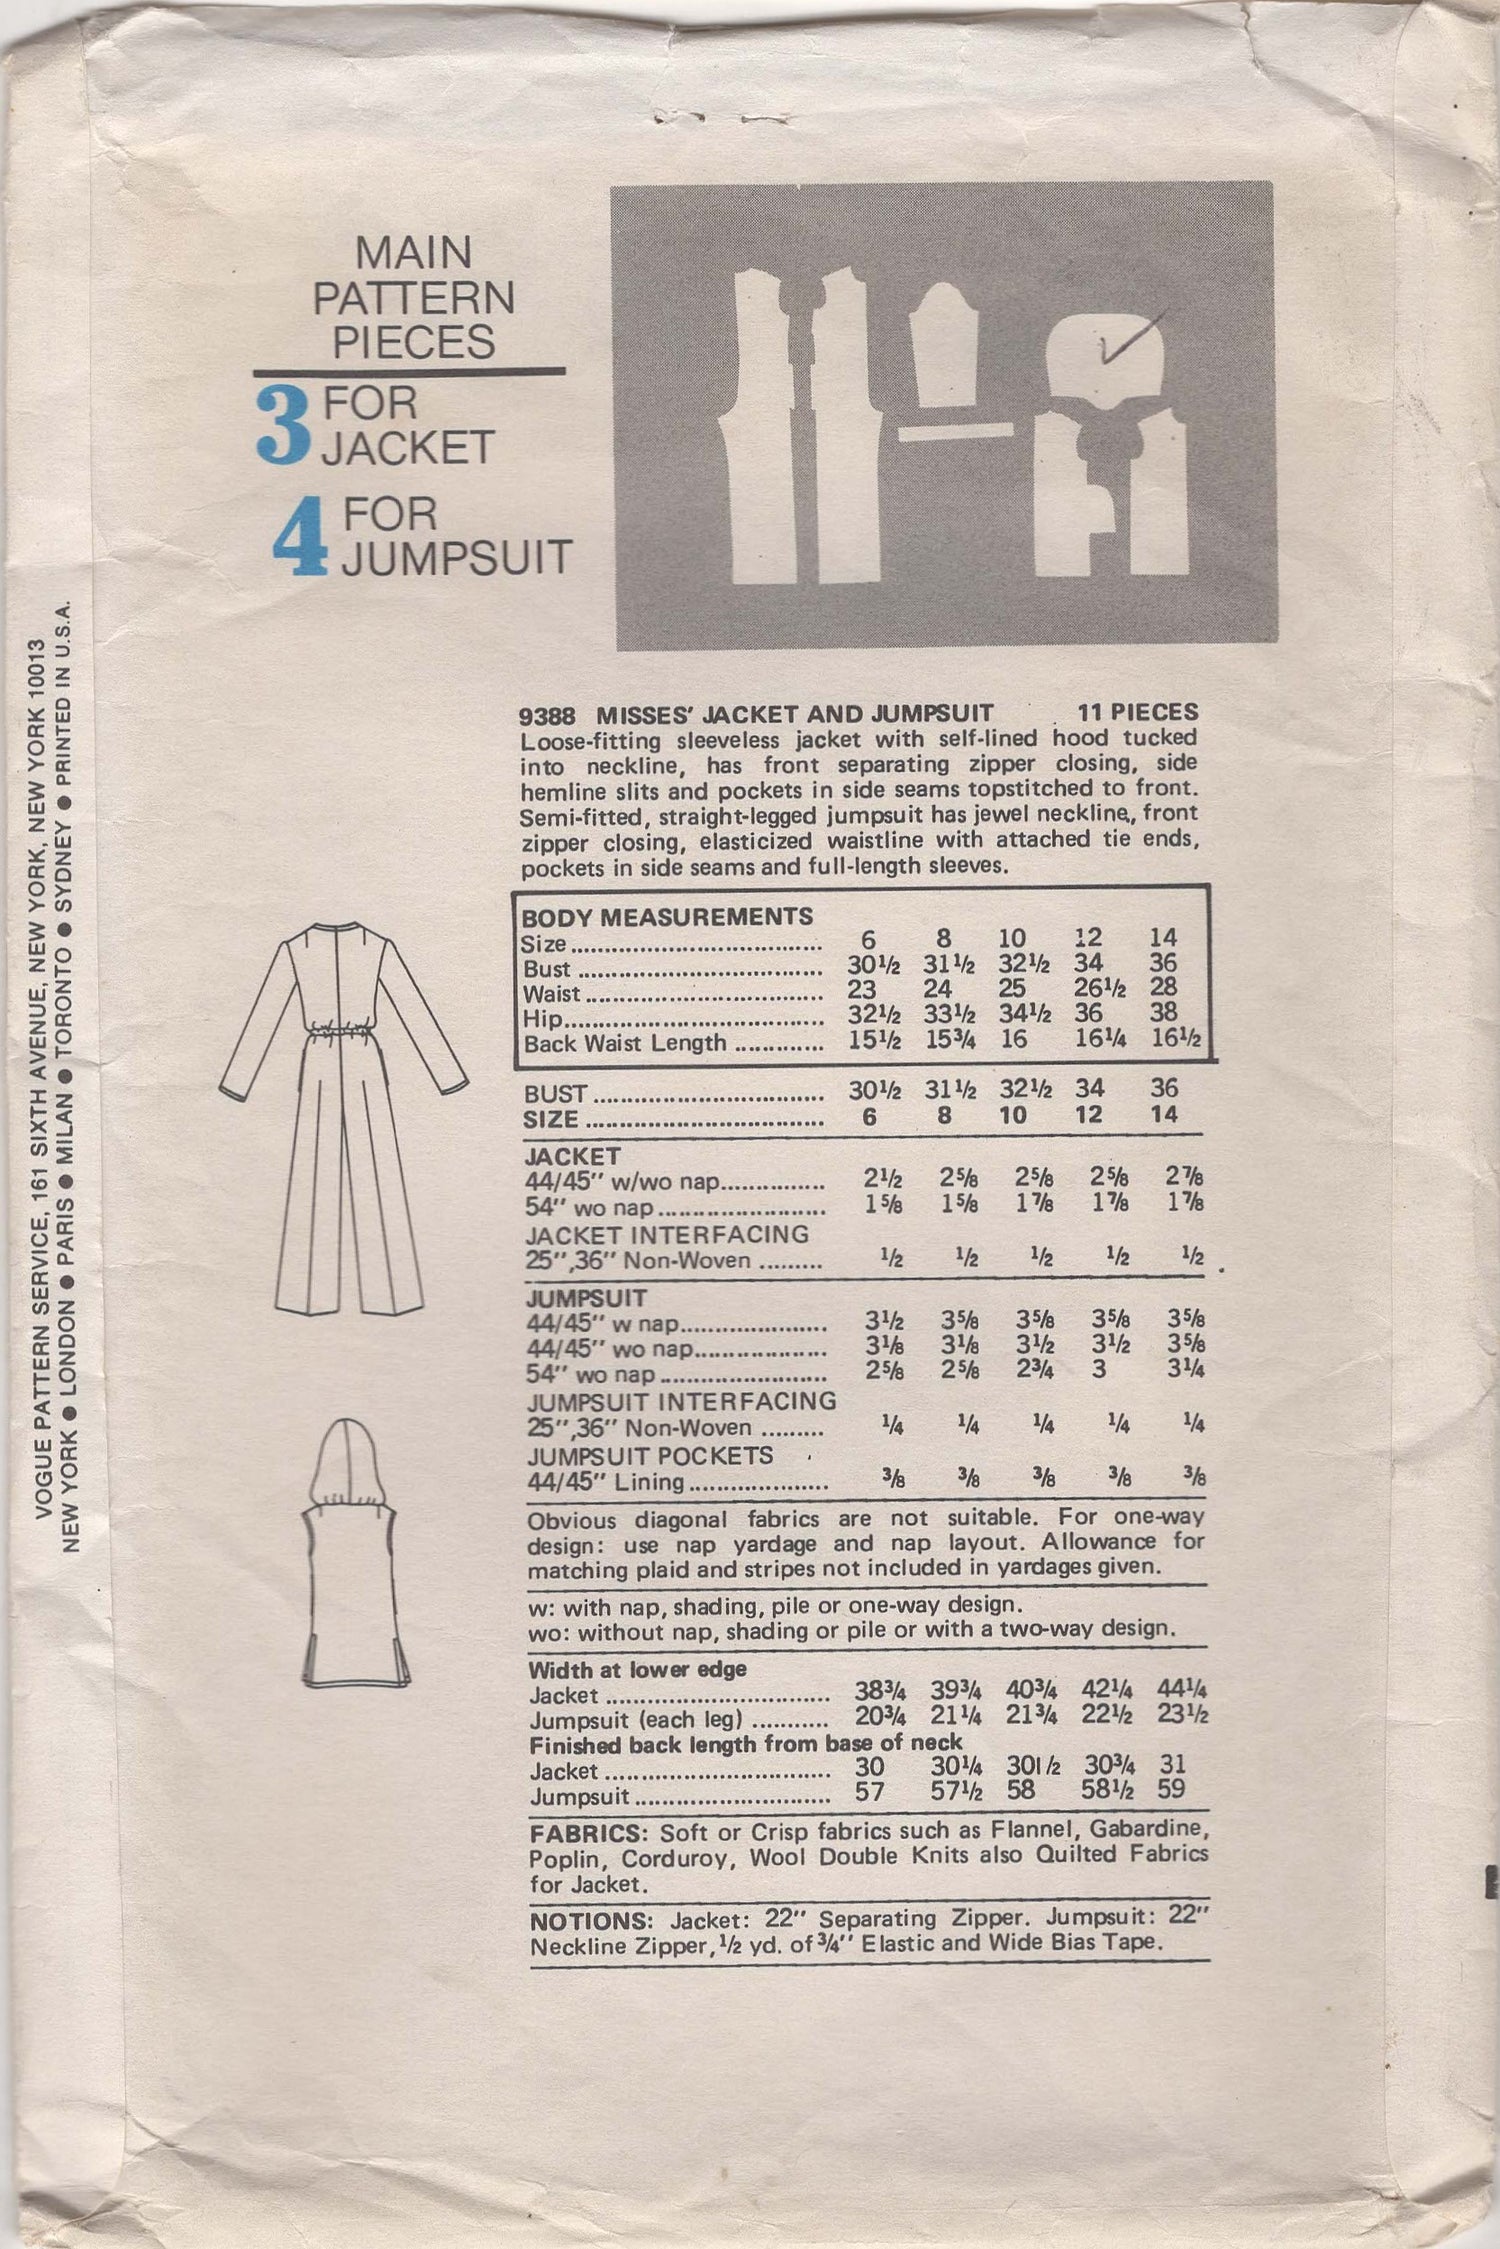 MAIN
PATTERN
PIECES
3 FOR
JACKET
4 FOR
JUMPSUIT
VOGUE PATTERN SERVICE, 161 SIXTH AVENUE, NEW YORK, NEW YORK 10013
NEW YORK ● LONDON ● PARIS ● MILAN ● TORONTO ● SYDNEY ● PRINTED IN U.S.A.
9388 MISSES' JACKET AND JUMPSUIT 11 PIECES
Loose-fitting sleeveless jacket with self-lined hood tucked
into neckline, has front separating zipper closing, side
hemline slits and pockets in side seams topstitched to front.
Semi-fitted, straight-legged jumpsuit has jewel neckline, front
zipper closing, elasticized waistline with attached tie ends,
pockets in side seams and full-length sleeves.
BODY MEASUREMENTS
Size 6 8 10 12 14
Bust 30½ 31½ 32½ 34 36
Waist 23 24 25 26½ 28
Hip 32½ 33½ 34½ 36 38
Back Waist Length 15½ 15¾ 16 16¼ 16½
BUST 30½ 31½ 32½ 34 36
SIZE 6 8 10 12 14
JACKET
44/45" w/wo nap 2½ 2⅝ 2⅝ 2⅝ 2⅞
54" wo nap 1⅝ 1⅝ 1⅞ 1⅞ 1⅞
JACKET INTERFACING
25",36" Non-Woven ½ ½ ½ ½ ½
JUMPSUIT
44/45" w nap 3½ 3⅝ 3⅝ 3⅝ 3⅝
44/45" wo nap 3⅛ 3⅛ 3½ 3½ 3⅝
54" wo nap 2⅝ 2⅝ 2¾ 3 3¼
JUMPSUIT INTERFACING
25",36" Non-Woven ¼ ¼ ¼ ¼ ¼
JUMPSUIT POCKETS
44/45" Lining ⅜ ⅜ ⅜ ⅜ ⅜
Obvious diagonal fabrics are not suitable. For one-way
design: use nap yardage and nap layout. Allowance for
matching plaid and stripes not included in yardages given.
w: with nap, shading, pile or one-way design.
wo: without nap, shading or pile or with a two-way design.
Width at lower edge
Jacket 38¾ 39¾ 40¾ 42¼ 44¼
Jumpsuit (each leg) 20¾ 21¼ 21¾ 22½ 23½
Finished back length from base of neck
Jacket 30 30¼ 30½ 30¾ 31
Jumpsuit 57 57½ 58 58½ 59
FABRICS: Soft or Crisp fabrics such as Flannel, Gabardine,
Poplin, Corduroy, Wool Double Knits also Quilted Fabrics
for Jacket.
NOTIONS: Jacket: 22" Separating Zipper. Jumpsuit: 22"
Neckline Zipper, ½ yd. of ¾" Elastic and Wide Bias Tape.